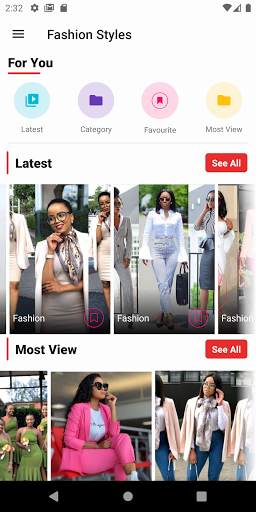 2:32
Fashion Styles
For You
Latest
Category
Favourite
Most View
Latest
See All
Fashion
Fashion
Fashion
Most View
See All